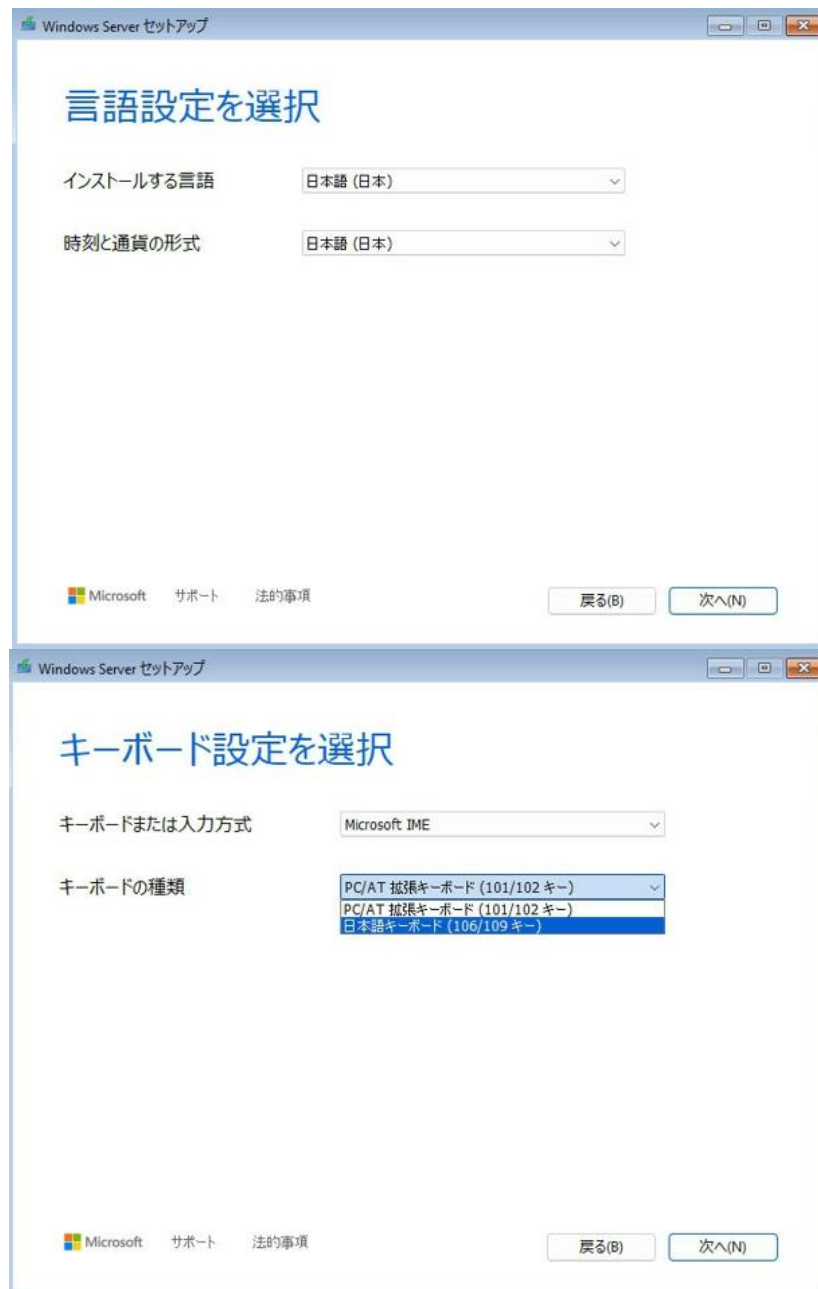 Windows Server セットアップ
言語設定を選択
インストールする言語 日本語 (日本)
時刻と通貨の形式 日本語 (日本)
Microsoft サポート 法的事項 戻る(B) 次へ(N)
Windows Server セットアップ
キーボード設定を選択
キーボードまたは入力方式 Microsoft IME
キーボードの種類 PC/AT 拡張キーボード (101/102 キー)
PC/AT 拡張キーボード (101/102 キー)
日本語キーボード (106/109 キー)
Microsoft サポート 法的事項 戻る(B) 次へ(N)